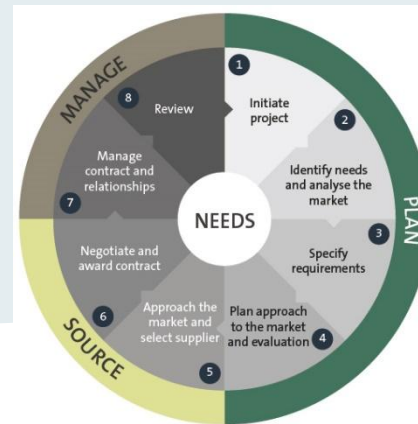 MANAGE
PLAN
SOURCE
NEEDS
1
Initiate
project
2
Identify needs
and analyse the
market
3
Specify
requirements
4
Plan approach
to the market
and evaluation
5
Approach the
market and
select supplier
6
Negotiate and
award contract
7
Manage
contract and
relationships
8
Review